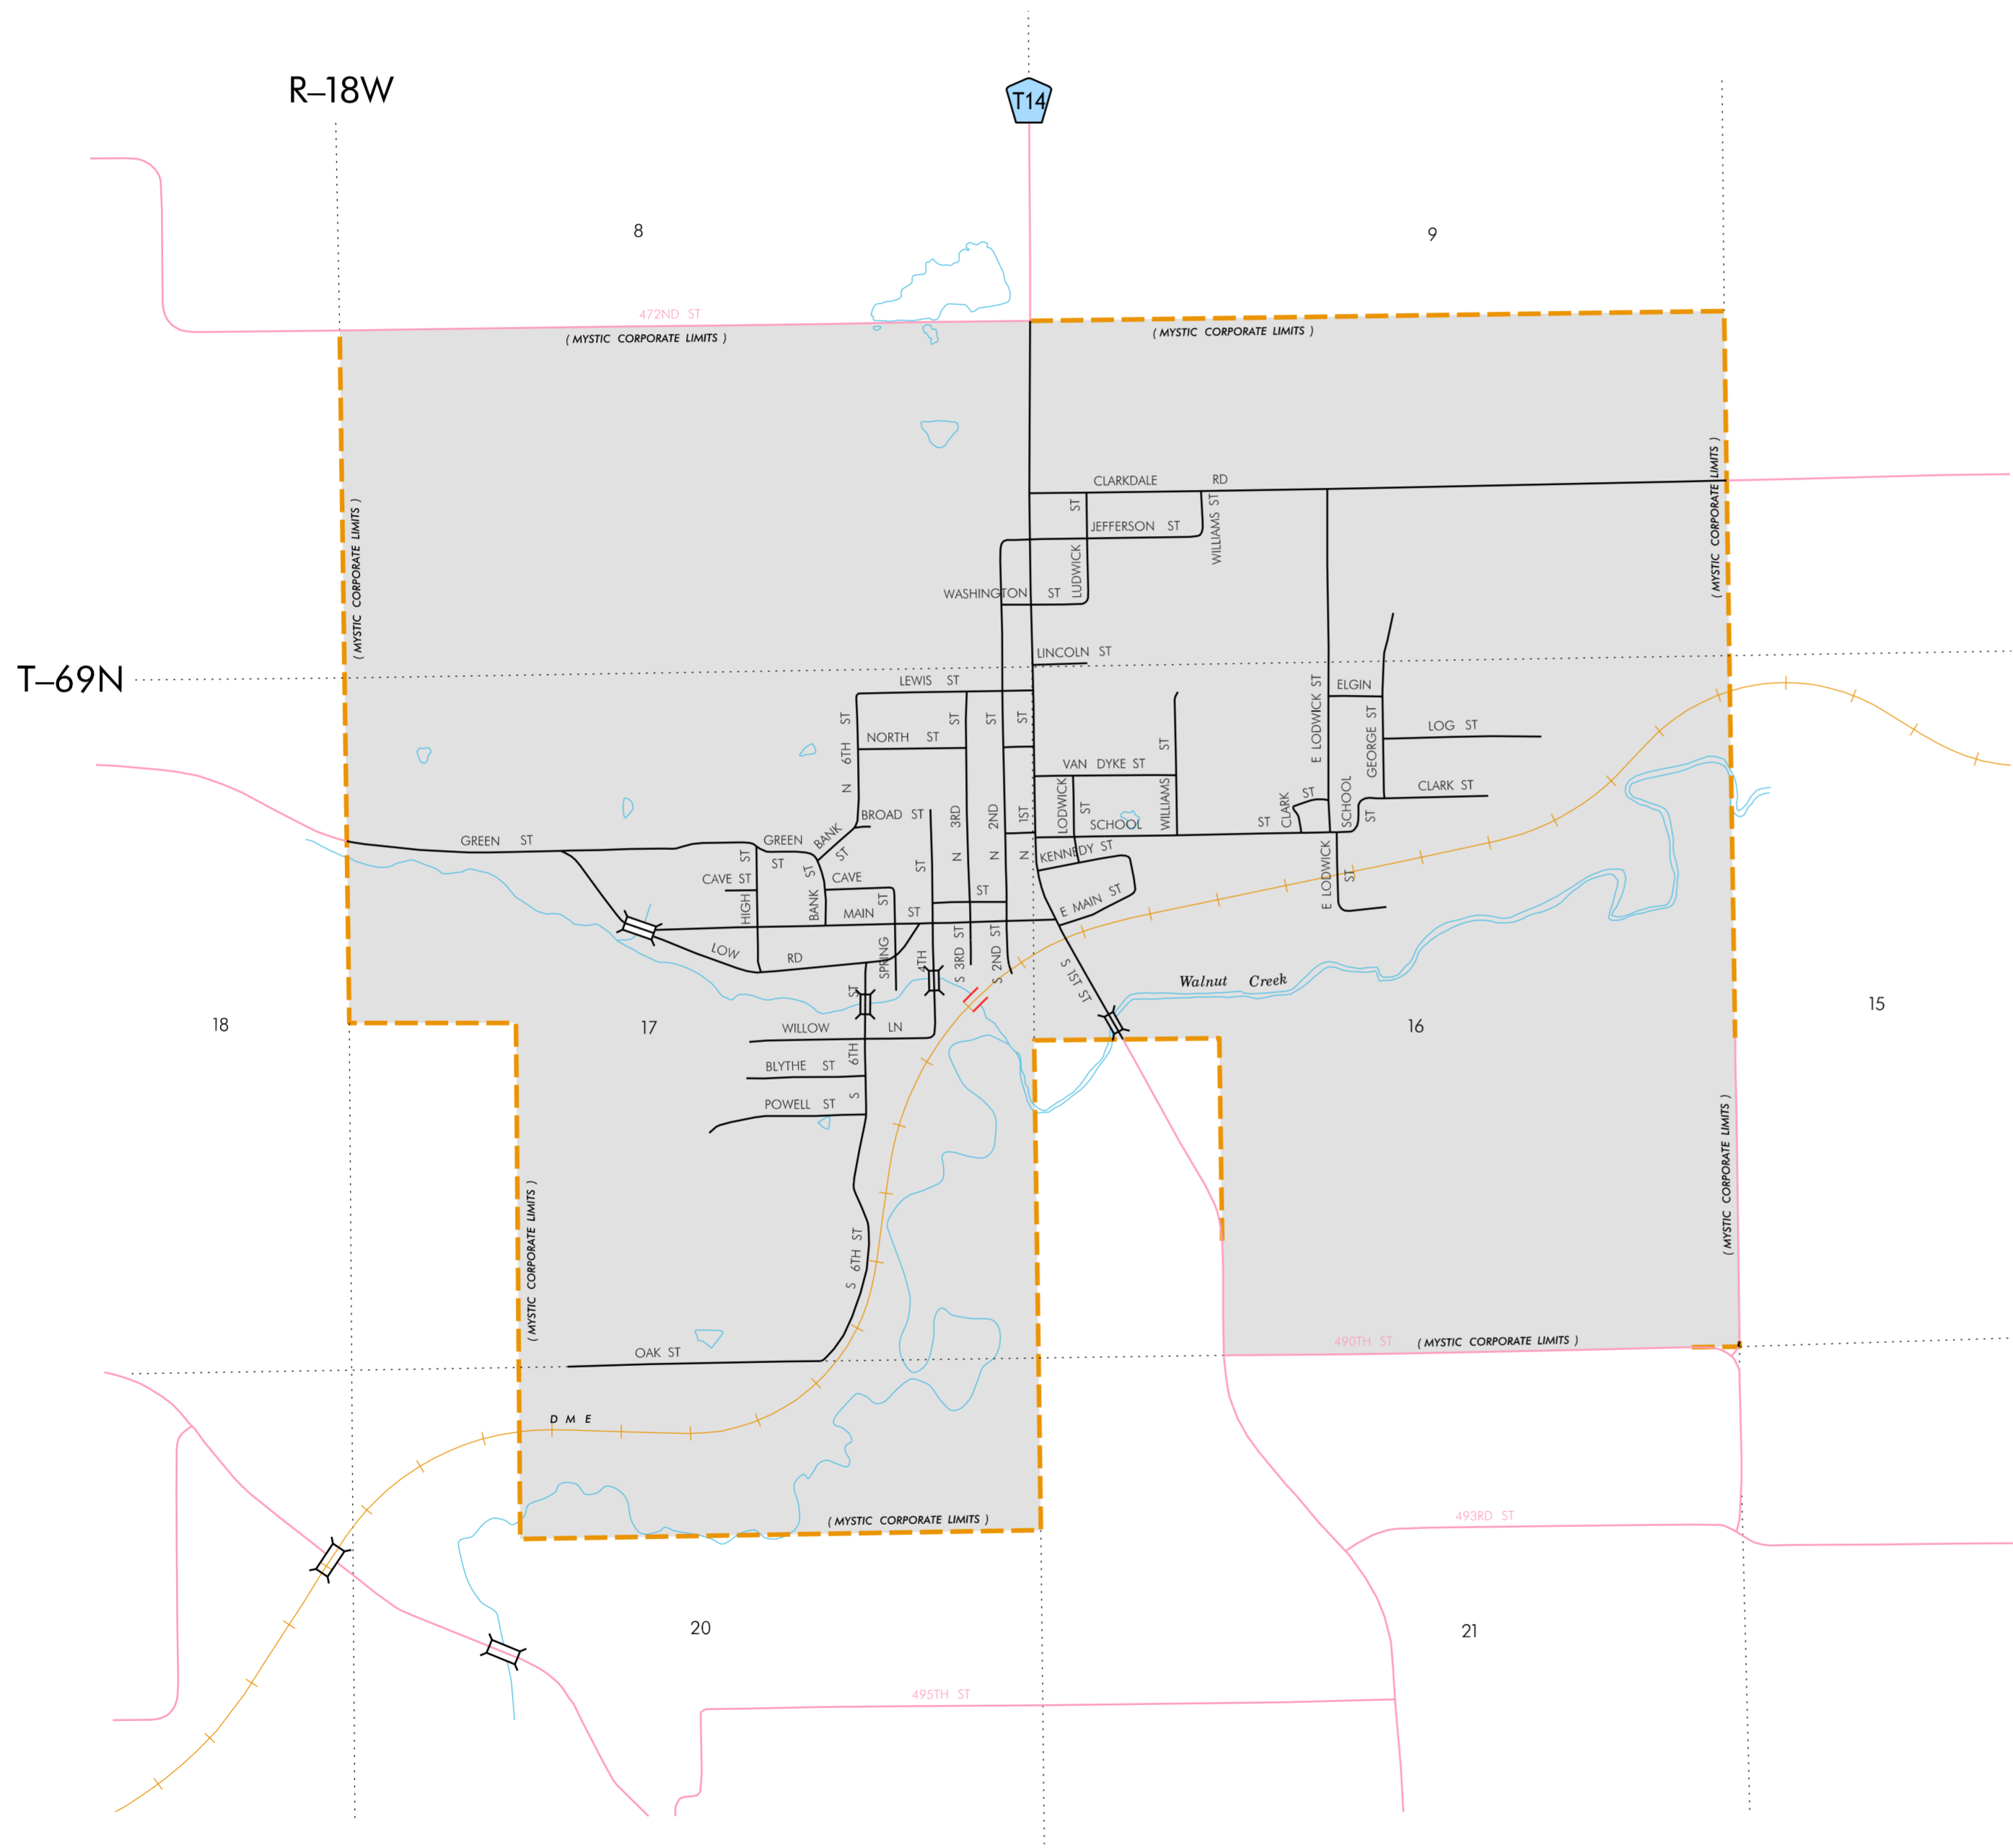 R–18W
T14
8
9
472ND ST
( MYSTIC CORPORATE LIMITS )
( MYSTIC CORPORATE LIMITS )
( MYSTIC CORPORATE LIMITS )
( MYSTIC CORPORATE LIMITS )
CLARKDALE RD
LUDWICK ST
JEFFERSON ST
WILLIAMS ST
WASHINGTON ST
LINCOLN ST
T–69N
LEWIS ST
ELGIN
E LODWICK ST
GEORGE ST
LOG ST
N 6TH ST
NORTH ST
N 3RD ST
N 2ND ST
N 1ST ST
VAN DYKE ST
LODWICK ST
WILLIAMS ST
CLARK ST
CLARK ST
SCHOOL ST
SCHOOL ST
BROAD ST
BANK ST
GREEN ST
GREEN ST
KENNEDY ST
CAVE ST
HIGH ST
BANK ST
CAVE ST
MAIN ST
E MAIN ST
E LODWICK ST
LOW RD
SPRING ST
4TH ST
S 3RD ST
S 2ND ST
S 1ST ST
Walnut Creek
18
17
16
15
WILLOW LN
BLYTHE ST
POWELL ST
S 6TH ST
S 6TH ST
( MYSTIC CORPORATE LIMITS )
( MYSTIC CORPORATE LIMITS )
OAK ST
490TH ST
( MYSTIC CORPORATE LIMITS )
D M E
( MYSTIC CORPORATE LIMITS )
493RD ST
20
21
495TH ST